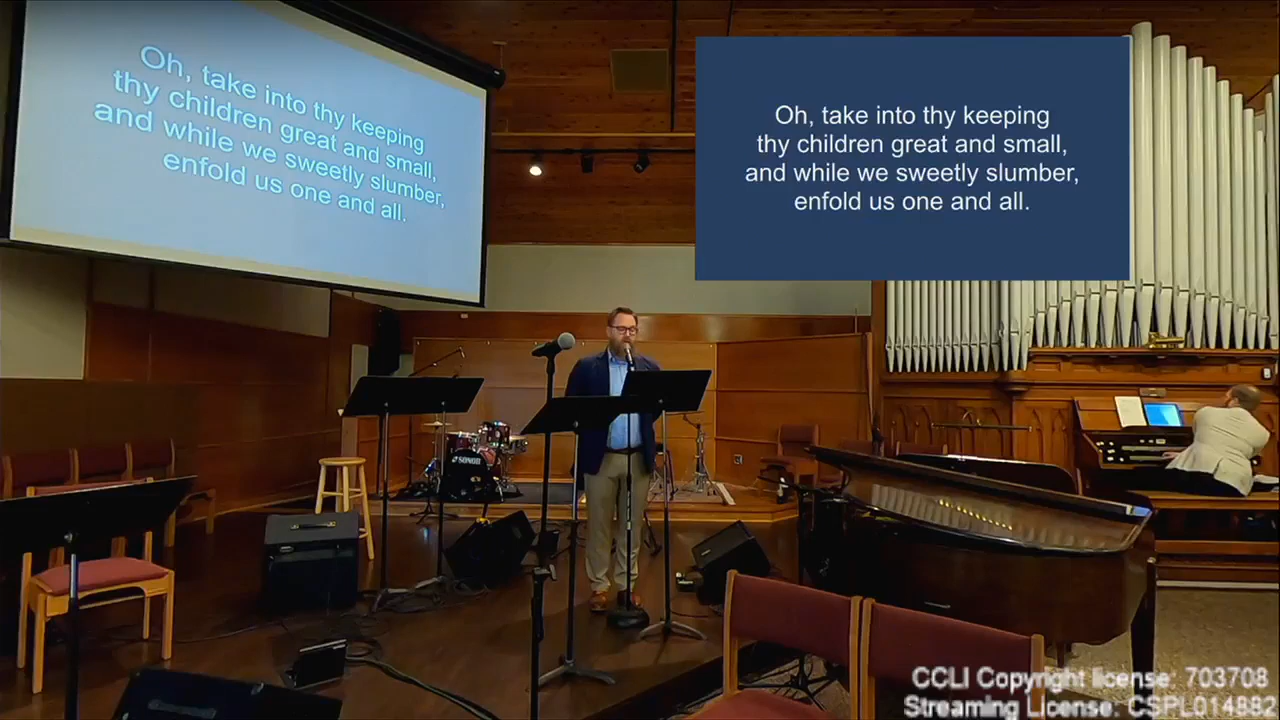 Oh, take into thy keeping
thy children great and small,
and while we sweetly slumber,
enfold us one and all.
Oh, take into thy keeping
thy children great and small,
and while we sweetly slumber,
enfold us one and all.
SONOR
CCLI Copyright license: 703708
Streaming License: CSPL014882